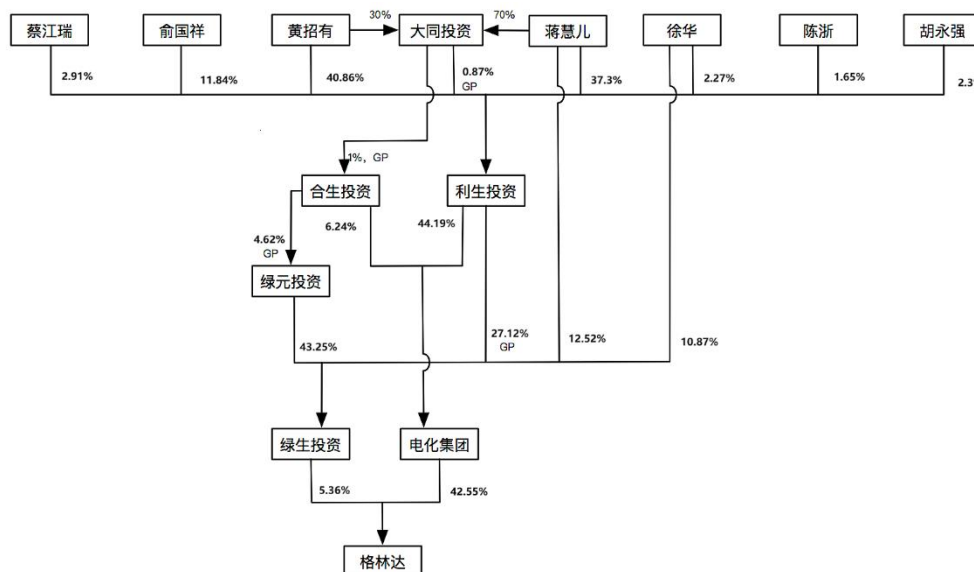 30%
70%
蔡江瑞
俞国祥
黄招有
大同投资
蒋慧儿
徐华
陈浙
胡永强
2.91%
11.84%
40.86%
0.87%
GP
37.3%
2.27%
1.65%
1%，GP
合生投资
利生投资
6.24%
44.19%
4.62%
GP
绿元投资
43.25%
27.12%
GP
12.52%
10.87%
绿生投资
电化集团
5.36%
42.55%
格林达